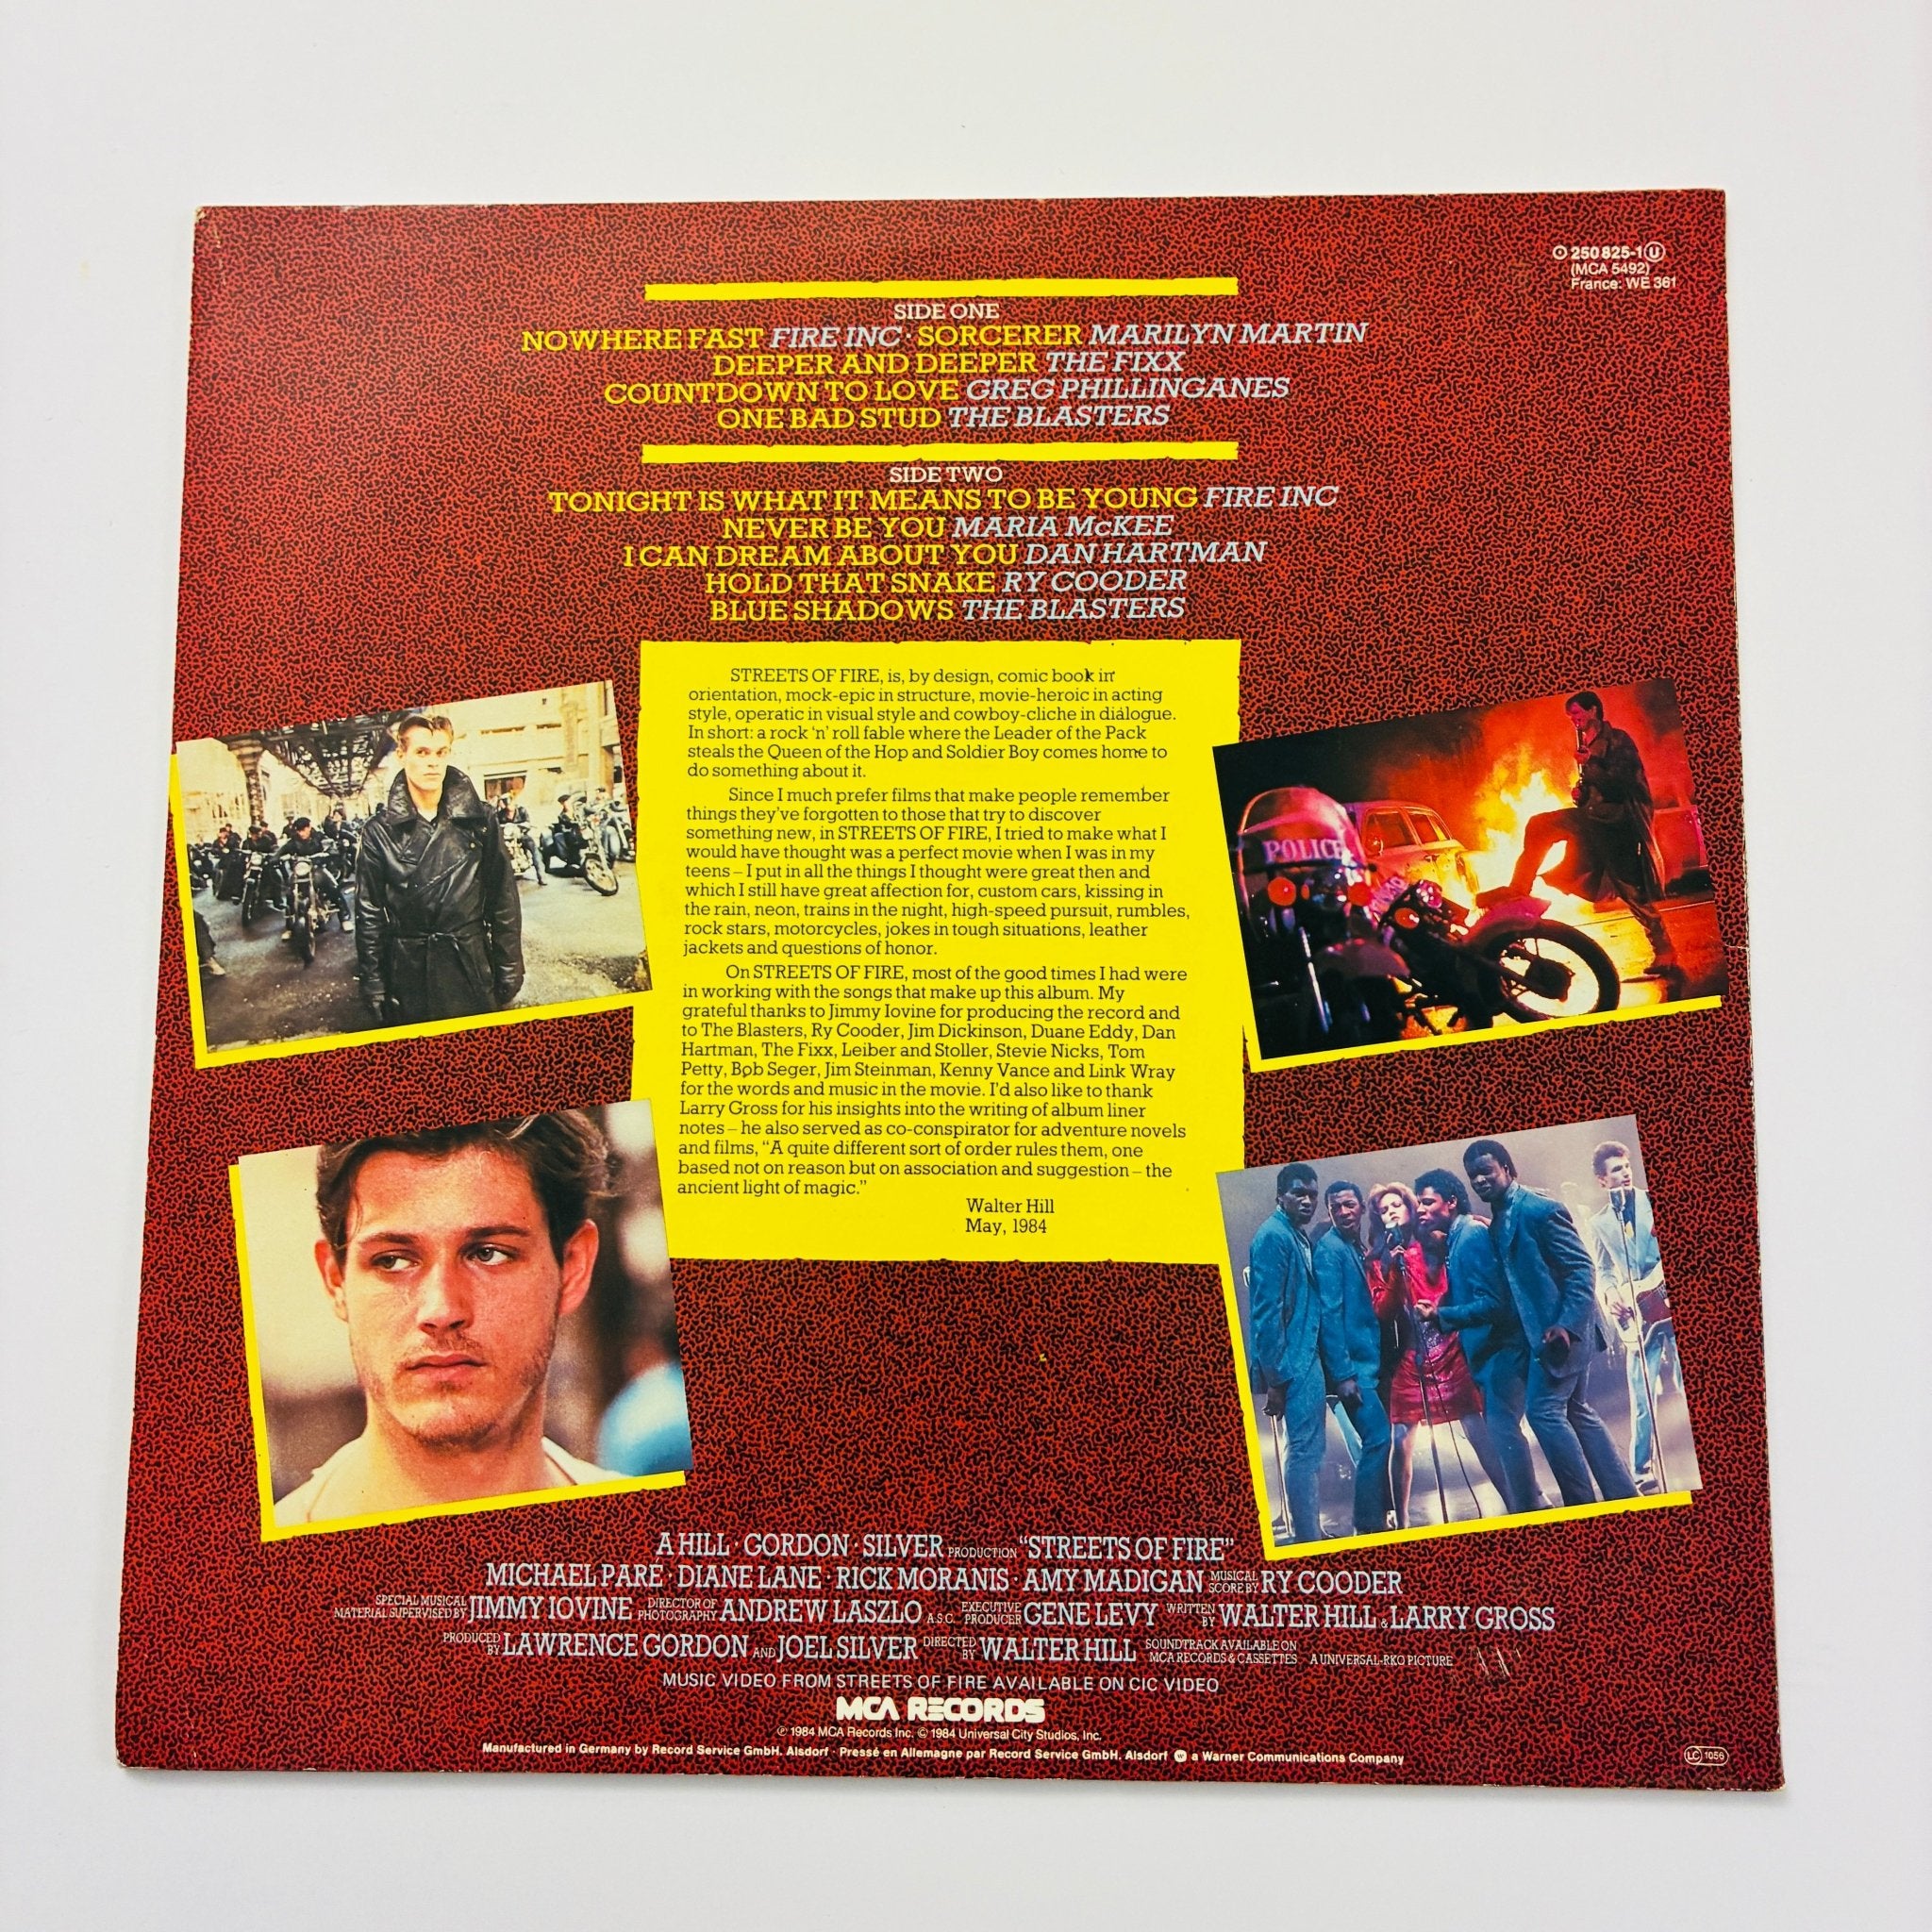 250 825-1 U
(MCA 5492)
France: WE 361
SIDE ONE
NOWHERE FAST FIRE INC · SORCERER MARILYN MARTIN
DEEPER AND DEEPER THE FIXX
COUNTDOWN TO LOVE GREG PHILLINGANES
ONE BAD STUD THE BLASTERS
SIDE TWO
TONIGHT IS WHAT IT MEANS TO BE YOUNG FIRE INC
NEVER BE YOU MARIA McKEE
I CAN DREAM ABOUT YOU DAN HARTMAN
HOLD THAT SNAKE RY COODER
BLUE SHADOWS THE BLASTERS
STREETS OF FIRE, is, by design, comic book in
orientation, mock-epic in structure, movie-heroic in acting
style, operatic in visual style and cowboy-cliche in dialogue.
In short: a rock 'n' roll fable where the Leader of the Pack
steals the Queen of the Hop and Soldier Boy comes home to
do something about it.
Since I much prefer films that make people remember
things they've forgotten to those that try to discover
something new, in STREETS OF FIRE, I tried to make what I
would have thought was a perfect movie when I was in my
teens – I put in all the things I thought were great then and
which I still have great affection for, custom cars, kissing in
the rain, neon, trains in the night, high-speed pursuit, rumbles,
rock stars, motorcycles, jokes in tough situations, leather
jackets and questions of honor.
On STREETS OF FIRE, most of the good times I had were
in working with the songs that make up this album. My
grateful thanks to Jimmy Iovine for producing the record and
to The Blasters, Ry Cooder, Jim Dickinson, Duane Eddy, Dan
Hartman, The Fixx, Leiber and Stoller, Stevie Nicks, Tom
Petty, Bob Seger, Jim Steinman, Kenny Vance and Link Wray
for the words and music in the movie. I'd also like to thank
Larry Gross for his insights into the writing of album liner
notes – he also served as co-conspirator for adventure novels
and films, “A quite different sort of order rules them, one
based not on reason but on association and suggestion – the
ancient light of magic.”
Walter Hill
May, 1984
POLICE
A HILL · GORDON · SILVER PRODUCTION “STREETS OF FIRE”
MICHAEL PARÉ · DIANE LANE · RICK MORANIS · AMY MADIGAN MUSICAL SCORE BY RY COODER
SPECIAL MUSICAL MATERIAL SUPERVISED BY JIMMY IOVINE DIRECTOR OF PHOTOGRAPHY ANDREW LASZLO A.S.C. EXECUTIVE PRODUCER GENE LEVY WRITTEN BY WALTER HILL & LARRY GROSS
PRODUCED BY LAWRENCE GORDON AND JOEL SILVER DIRECTED BY WALTER HILL SOUNDTRACK AVAILABLE ON MCA RECORDS & CASSETTES A UNIVERSAL-RKO PICTURE
MUSIC VIDEO FROM STREETS OF FIRE AVAILABLE ON CIC VIDEO
MCA RECORDS
℗ 1984 MCA Records Inc. © 1984 Universal City Studios, Inc.
Manufactured in Germany by Record Service GmbH. Alsdorf · Pressé en Allemagne par Record Service GmbH. Alsdorf W a Warner Communications Company
LC 1056